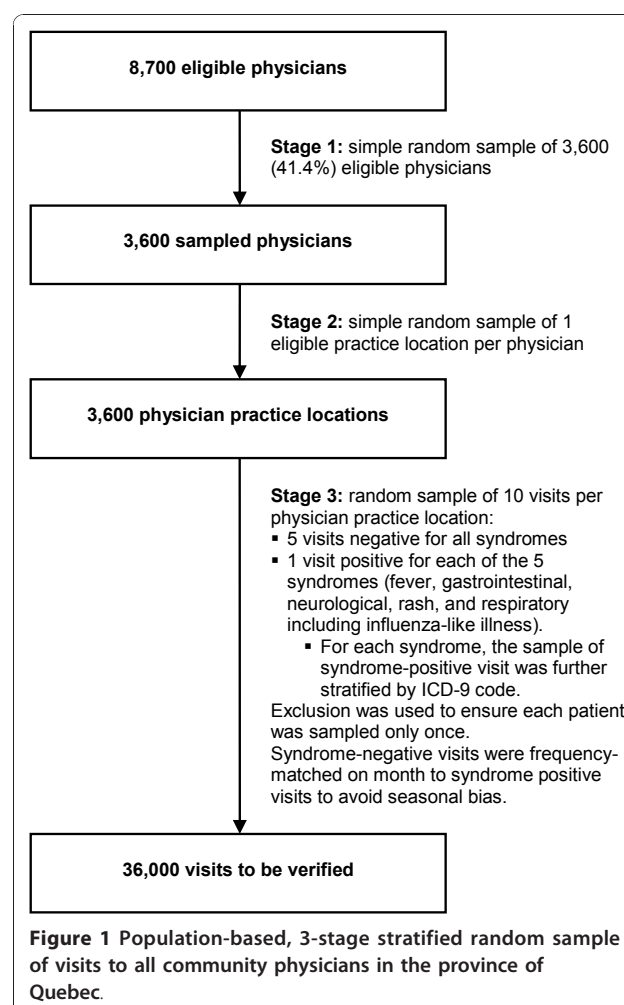 8,700 eligible physicians
Stage 1: simple random sample of 3,600
(41.4%) eligible physicians
3,600 sampled physicians
Stage 2: simple random sample of 1
eligible practice location per physician
3,600 physician practice locations
Stage 3: random sample of 10 visits per
physician practice location:
▪ 5 visits negative for all syndromes
▪ 1 visit positive for each of the 5
syndromes (fever, gastrointestinal,
neurological, rash, and respiratory
including influenza-like illness).
▪ For each syndrome, the sample of
syndrome-positive visit was further
stratified by ICD-9 code.
Exclusion was used to ensure each patient
was sampled only once.
Syndrome-negative visits were frequency-
matched on month to syndrome positive
visits to avoid seasonal bias.
36,000 visits to be verified
Figure 1 Population-based, 3-stage stratified random sample
of visits to all community physicians in the province of
Quebec.